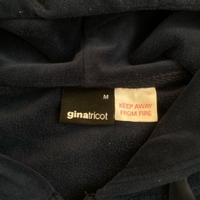 M
ginatricot
KEEP AWAY
FROM FIRE